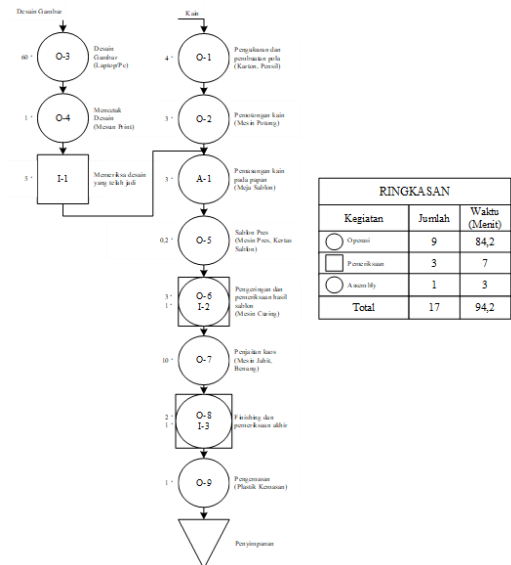 Desain Gambar
60 "
O-3
Desain
Gambar
(Laptop/Pc)
1 "
O-4
Mencetak
Desain
(Mesin Print)
5 "
I-1
Memeriksa desain
yang telah jadi
Kain
4 "
O-1
Pengukuran dan
pembuatan pola
(Karton, Pensil)
3 "
O-2
Pemotongan kain
(Mesin Potong)
3 "
A-1
Pemasangan kain
pada papan
(Meja Sablon)
0,2 "
O-5
Sablon Pres
(Mesin Pres, Kertas
Sablon)
3 "
1 "
O-6
I-2
Pengeringan dan
pemeriksaan hasil
sablon
(Mesin Curing)
10 "
O-7
Penjaitan kaos
(Mesin Jahit,
Benang)
2 "
1 "
O-8
I-3
Finishing dan
pemeriksaan akhir
1 "
O-9
Pengemasan
(Plastik Kemasan)
Penyimpanan
RINGKASAN
Kegiatan Jumlah Waktu (Menit)
Operasi 9 84,2
Pemeriksaan 3 7
Assembly 1 3
Total 17 94,2